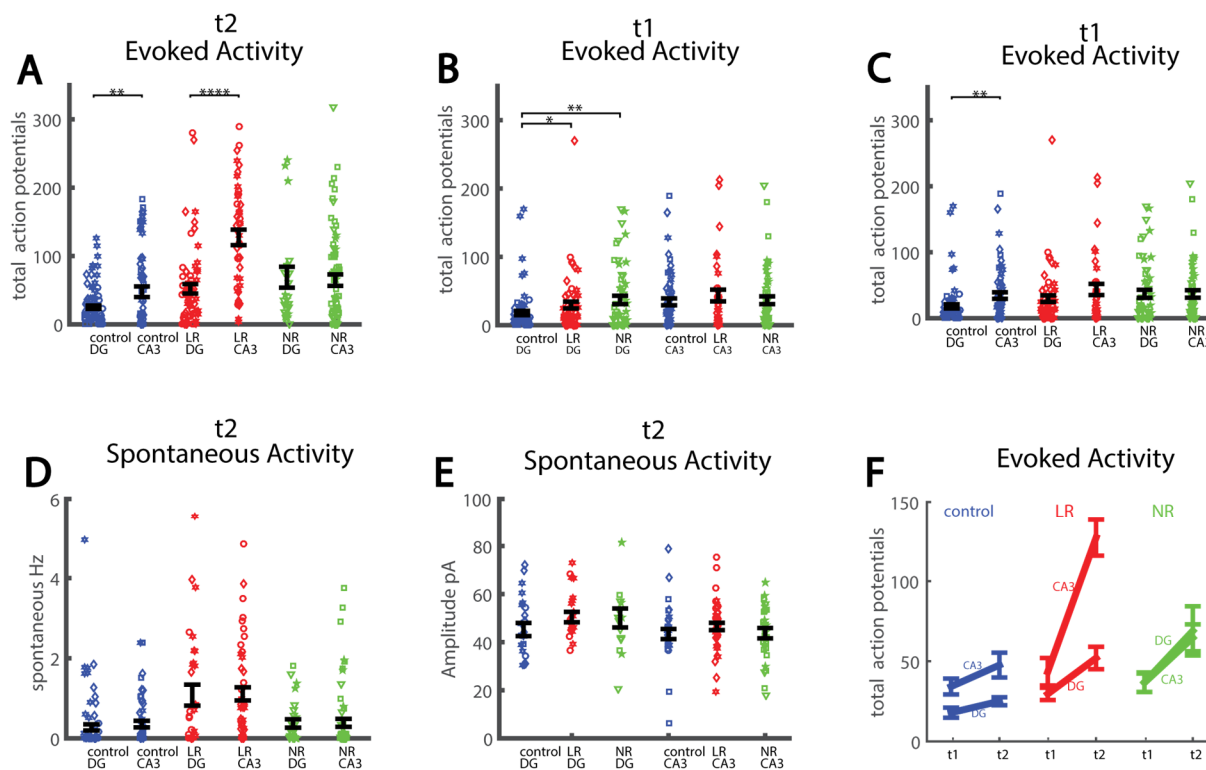 t2
Evoked Activity
A
total action potentials
300
200
100
0
**
****
control
DG
control
CA3
LR
DG
LR
CA3
NR
DG
NR
CA3
t1
Evoked Activity
B
total action potentials
300
200
100
0
*
**
control
DG
LR
DG
NR
DG
control
CA3
LR
CA3
NR
CA3
t1
Evoked Activity
C
total action potentials
300
200
100
0
**
control
DG
control
CA3
LR
DG
LR
CA3
NR
DG
NR
CA3
t2
Spontaneous Activity
D
spontaneous Hz
6
4
2
0
control
DG
control
CA3
LR
DG
LR
CA3
NR
DG
NR
CA3
t2
Spontaneous Activity
E
Amplitude pA
100
80
60
40
20
0
control
DG
LR
DG
NR
DG
control
CA3
LR
CA3
NR
CA3
Evoked Activity
F
total action potentials
150
100
50
0
control
LR
NR
CA3
DG
CA3
DG
DG
CA3
t1
t2
t1
t2
t1
t2